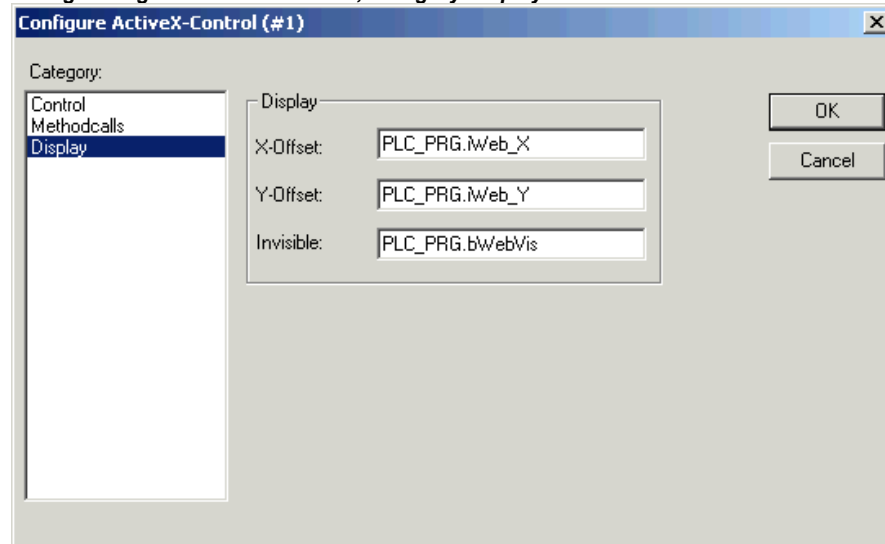 Configure ActiveX-Control (#1)
Category:
Control
Methodcalls
Display
Display
X-Offset:
PLC_PRG.iWeb_X
Y-Offset:
PLC_PRG.iWeb_Y
Invisible:
PLC_PRG.bWebVis
OK
Cancel